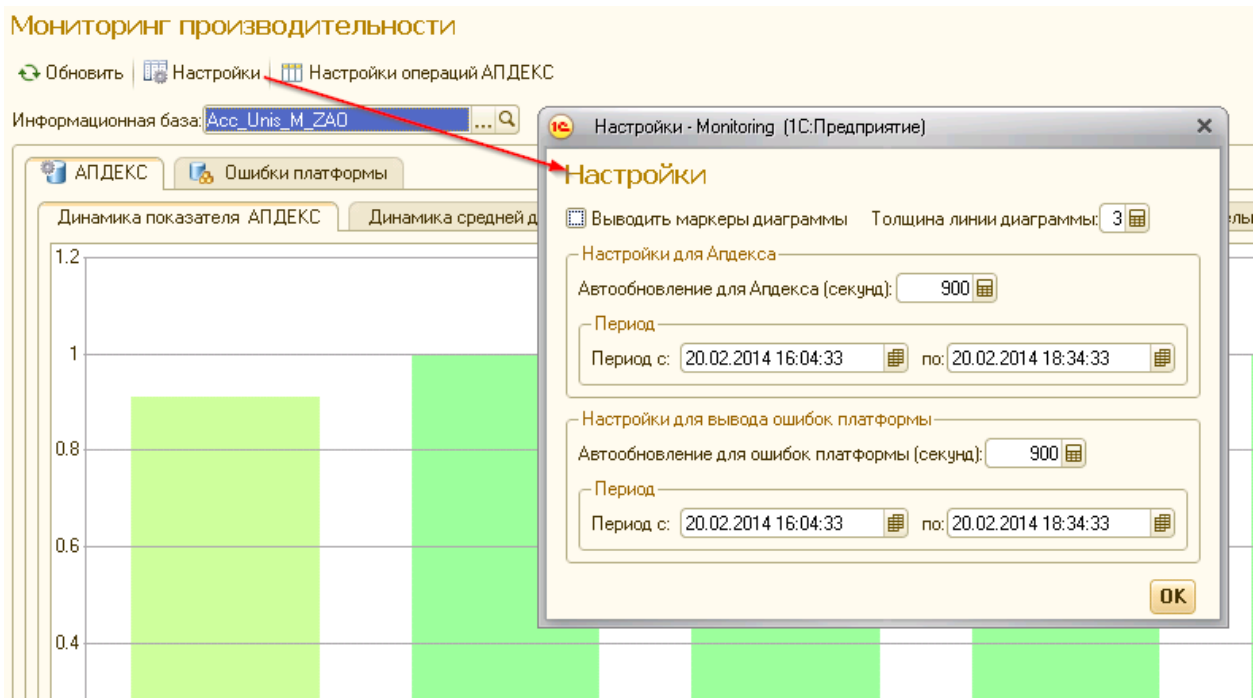 Мониторинг производительности
Обновить Настройки Настройки операций АПДЕКС
Информационная база: Acc_Unis_M_ZAO ...
1С Настройки - Monitoring (1С:Предприятие)
АПДЕКС Ошибки платформы
Настройки
Динамика показателя АПДЕКС Динамика средней д
Выводить маркеры диаграммы Толщина линии диаграммы: 3
Настройки для Апдекса
Автообновление для Апдекса (секунд): 900
Период
Период с: 20.02.2014 16:04:33 по: 20.02.2014 18:34:33
Настройки для вывода ошибок платформы
Автообновление для ошибок платформы (секунд): 900
Период
Период с: 20.02.2014 16:04:33 по: 20.02.2014 18:34:33
OK
1.2
1
0.8
0.6
0.4